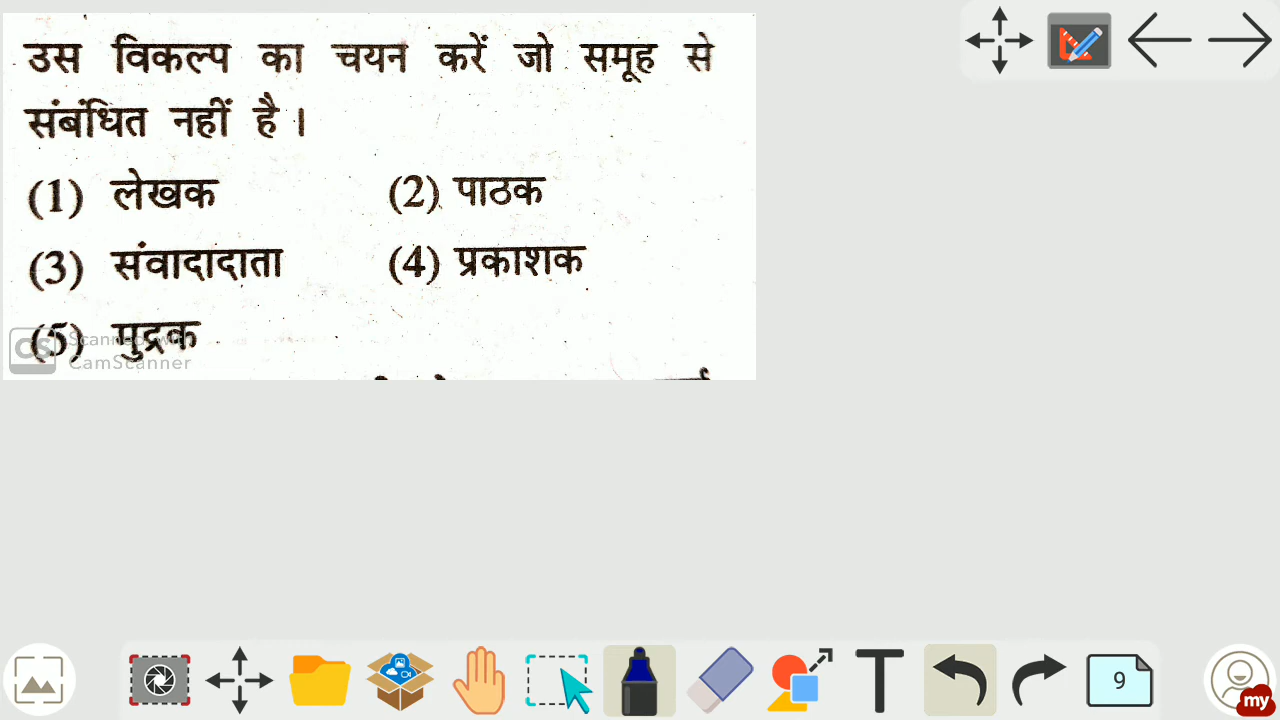 उस विकल्प का चयन करें जो समूह से
संबंधित नहीं है ।
(1) लेखक (2) पाठक
(3) संवादादाता (4) प्रकाशक
(5) पुद्रक
CS Scanned with
CamScanner
9
my